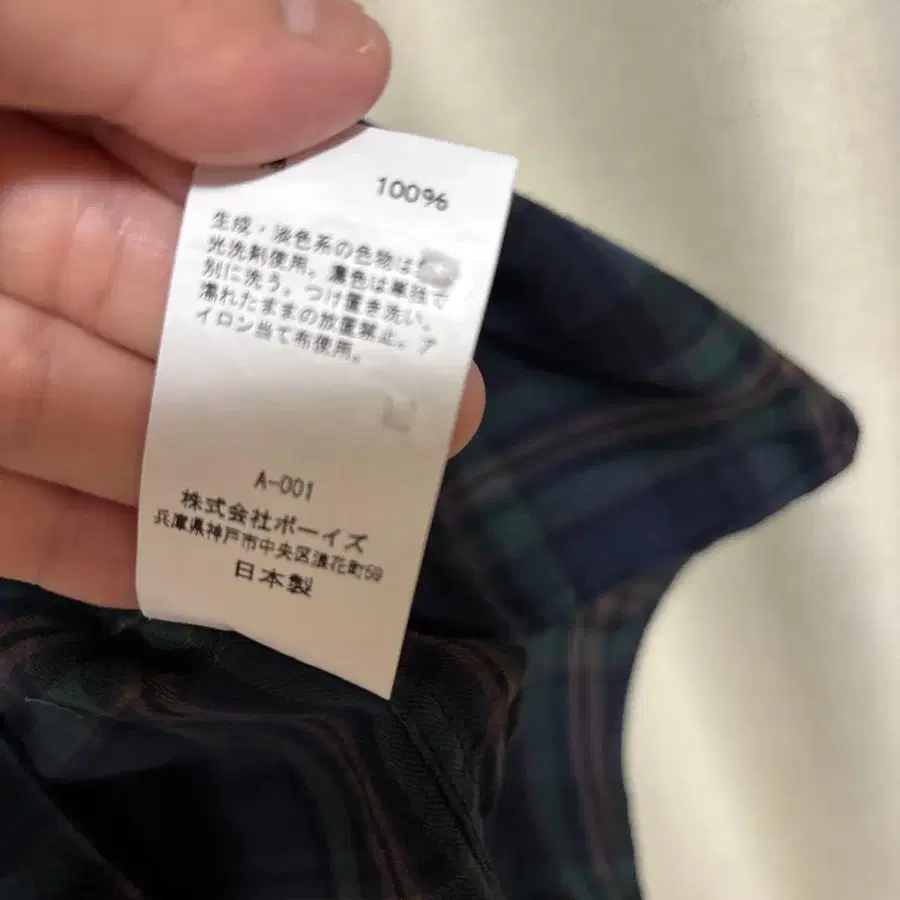 100%
生成・淡色系の色物は
光洗剤使用。濃色は単独で
別に洗う。つけ置き洗い、
濡れたままの放置禁止。ア
イロン当て布使用。
A-001
株式会社ボーイズ
兵庫県神戸市中央区浪花町59
日本製